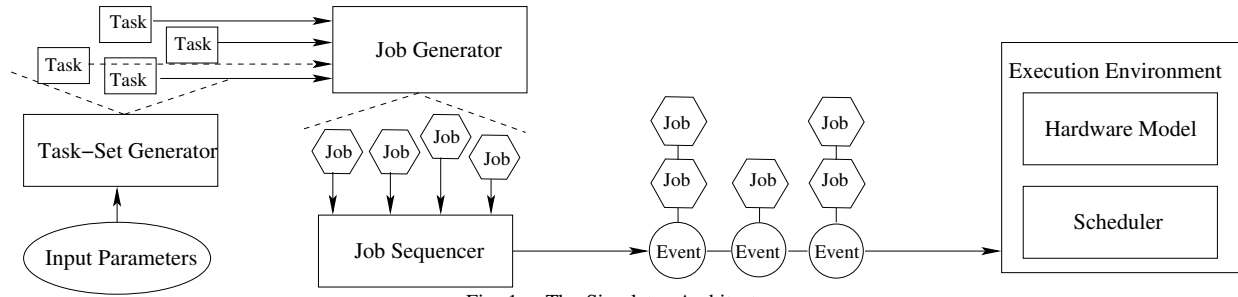 Task
Task
Task
Task
Job Generator
Task−Set Generator
Input Parameters
Job
Job
Job
Job
Job Sequencer
Job
Job
Event
Job
Event
Job
Job
Event
Execution Environment
Hardware Model
Scheduler